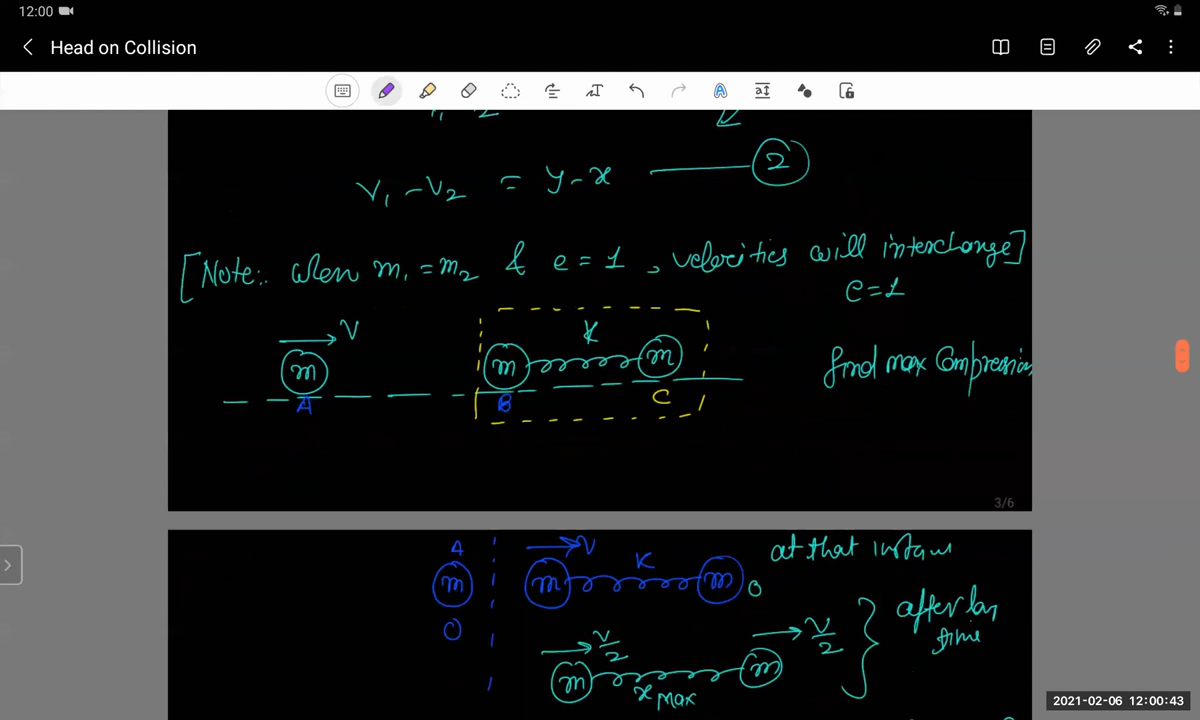 12:00
Head on Collision
V₁ - V₂ = y - x ——— 2
[Note:. when m₁ = m₂ & e = 1, velocities will interchange]
e = 1
V
K
m m m
find max Compression
A B C
3/6
A V K at that instan
m m m 0
0
V/2 V/2 } after long
time
m m
x max
2021-02-06 12:00:43